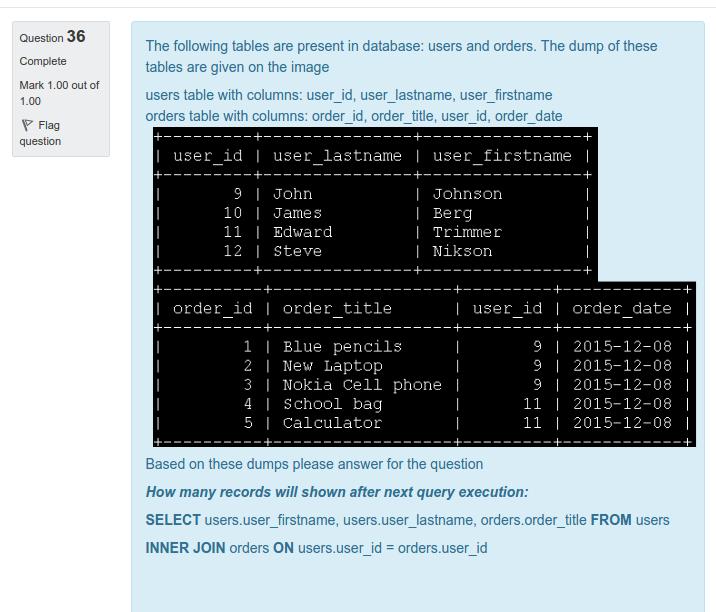 Question 36
Complete
Mark 1.00 out of
1.00
Flag
question
The following tables are present in database: users and orders. The dump of these
tables are given on the image
users table with columns: user_id, user_lastname, user_firstname
orders table with columns: order_id, order_title, user_id, order_date
| user_id | user_lastname | user_firstname |
| 9 | John | Johnson |
| 10 | James | Berg |
| 11 | Edward | Trimmer |
| 12 | Steve | Nikson |
| order_id | order_title | user_id | order_date |
| 1 | Blue pencils | 9 | 2015-12-08 |
| 2 | New Laptop | 9 | 2015-12-08 |
| 3 | Nokia Cell phone | 9 | 2015-12-08 |
| 4 | School bag | 11 | 2015-12-08 |
| 5 | Calculator | 11 | 2015-12-08 |
Based on these dumps please answer for the question
How many records will shown after next query execution:
SELECT users.user_firstname, users.user_lastname, orders.order_title FROM users
INNER JOIN orders ON users.user_id = orders.user_id